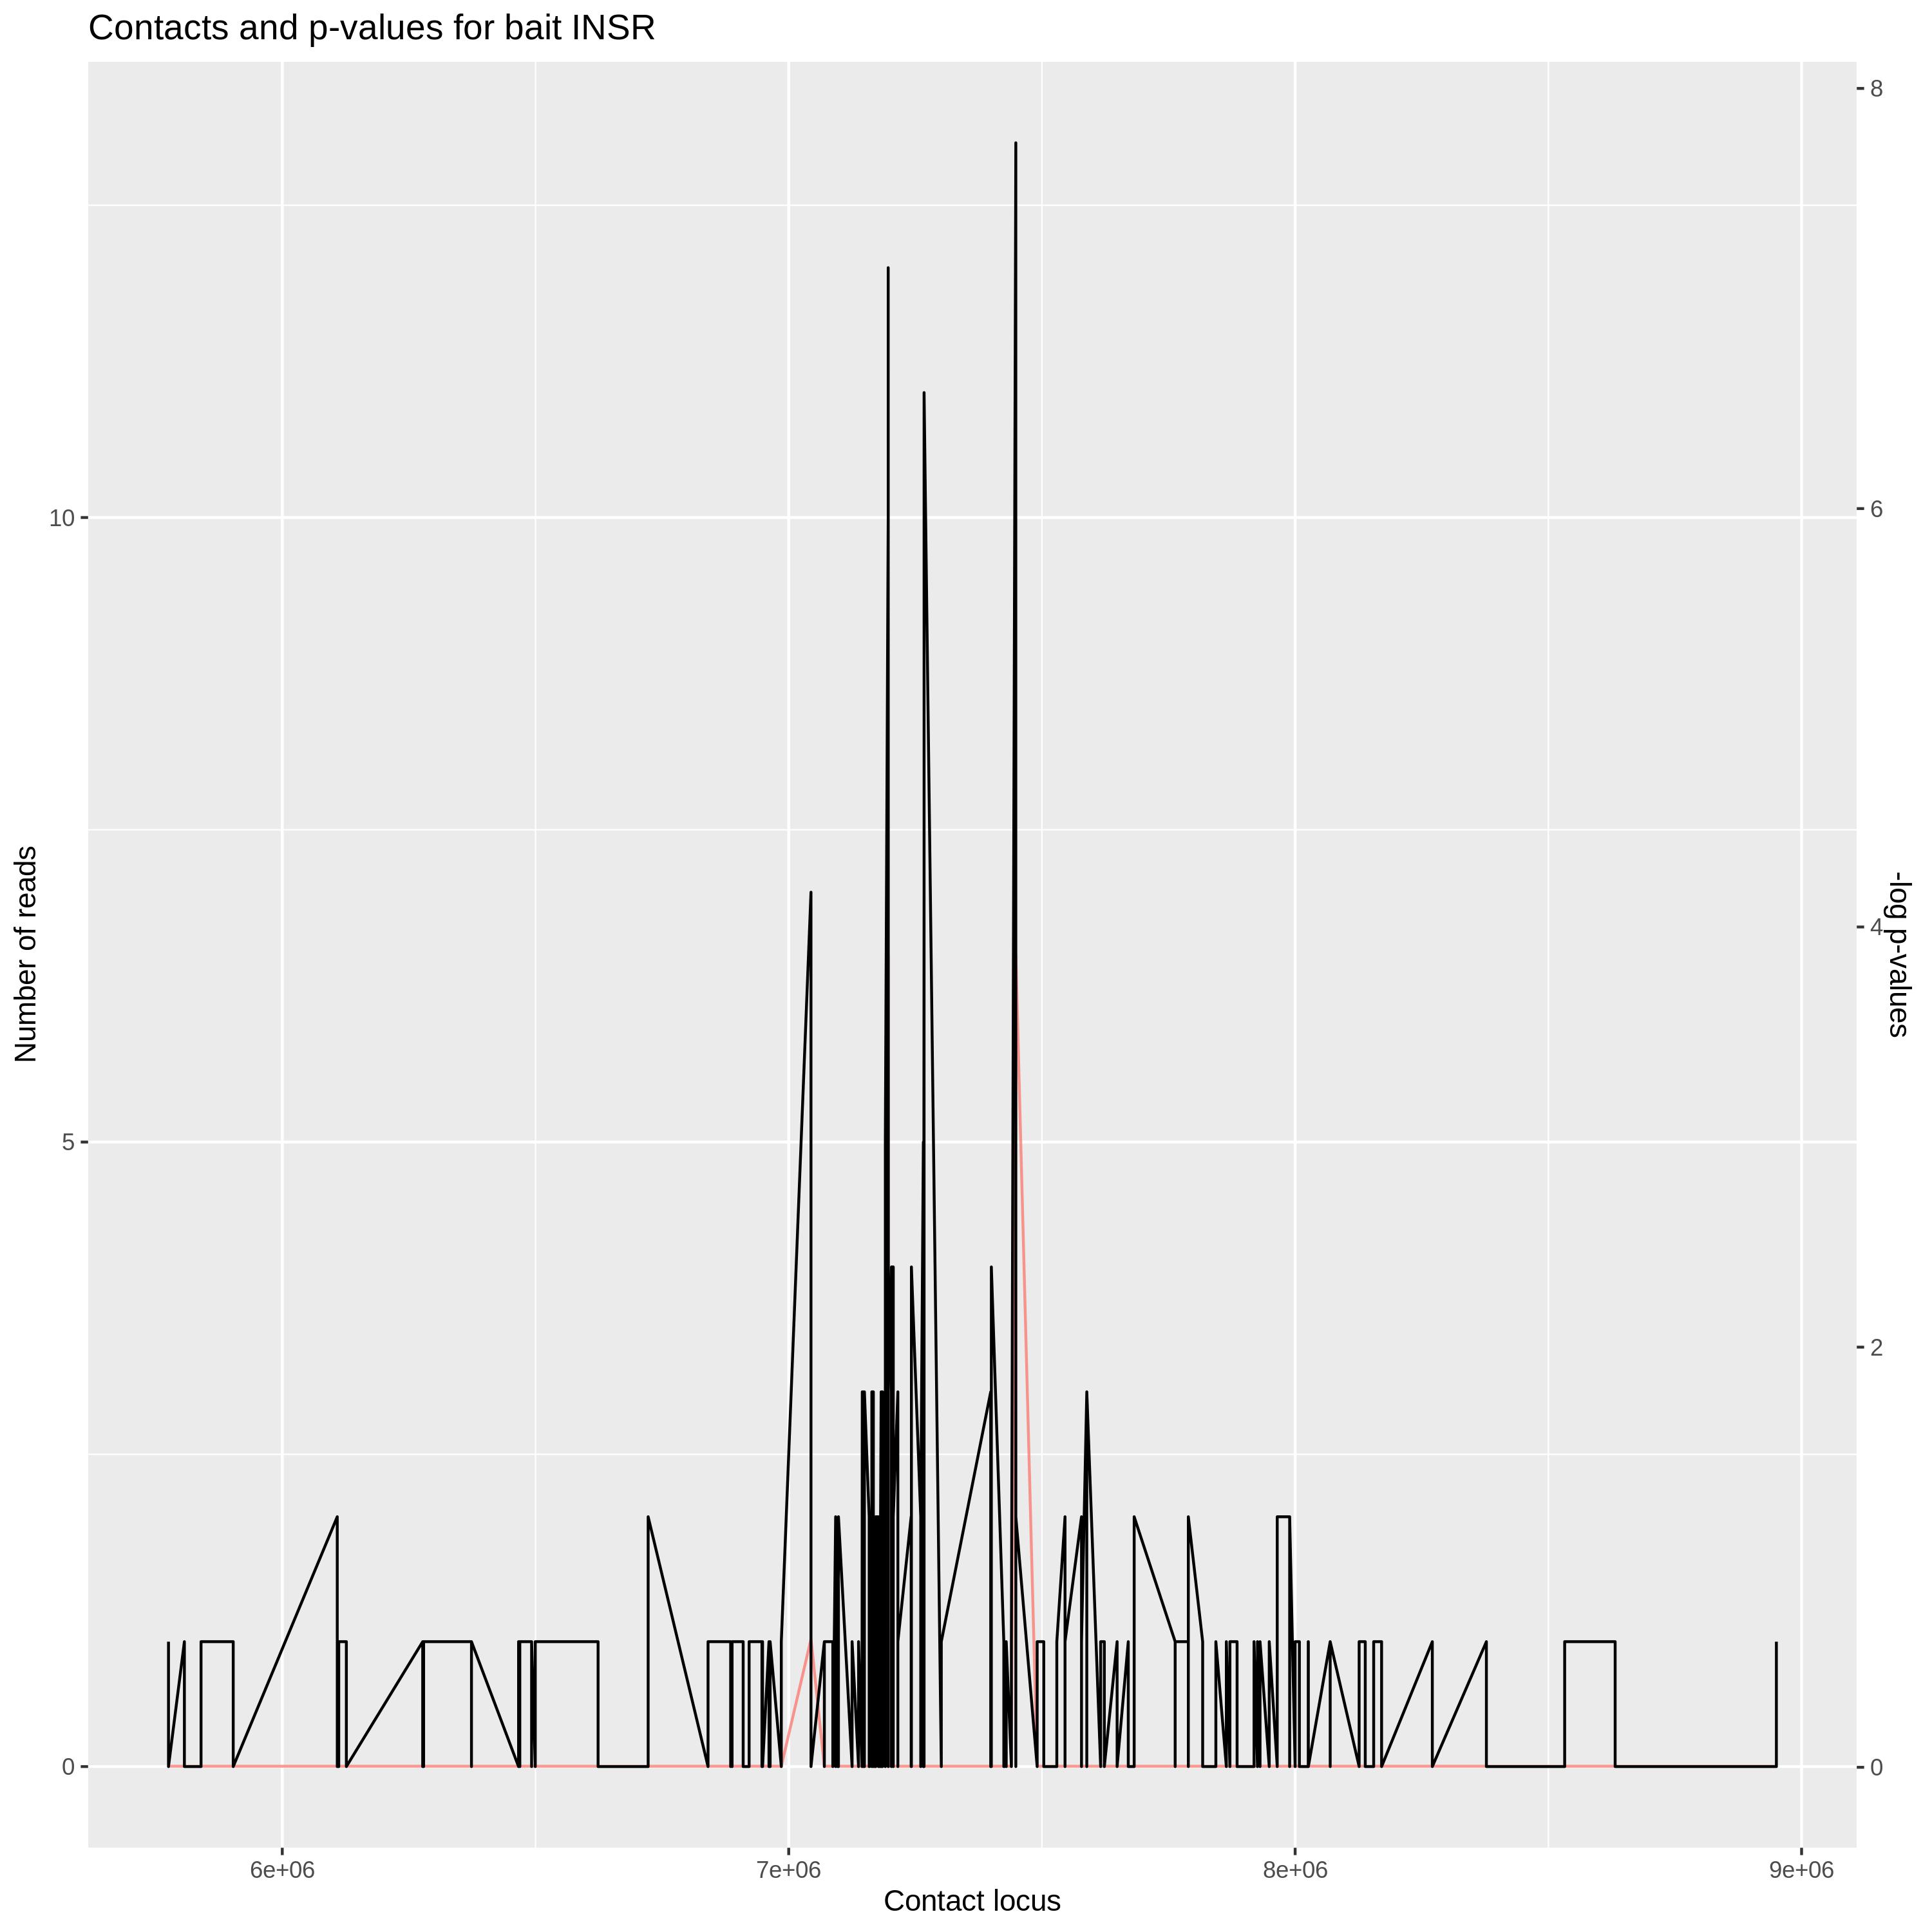 Contacts and p-values for bait INSR
8
10
6
Number of reads
-log p-values
4
5
2
0
0
6e+06
7e+06
8e+06
9e+06
Contact locus